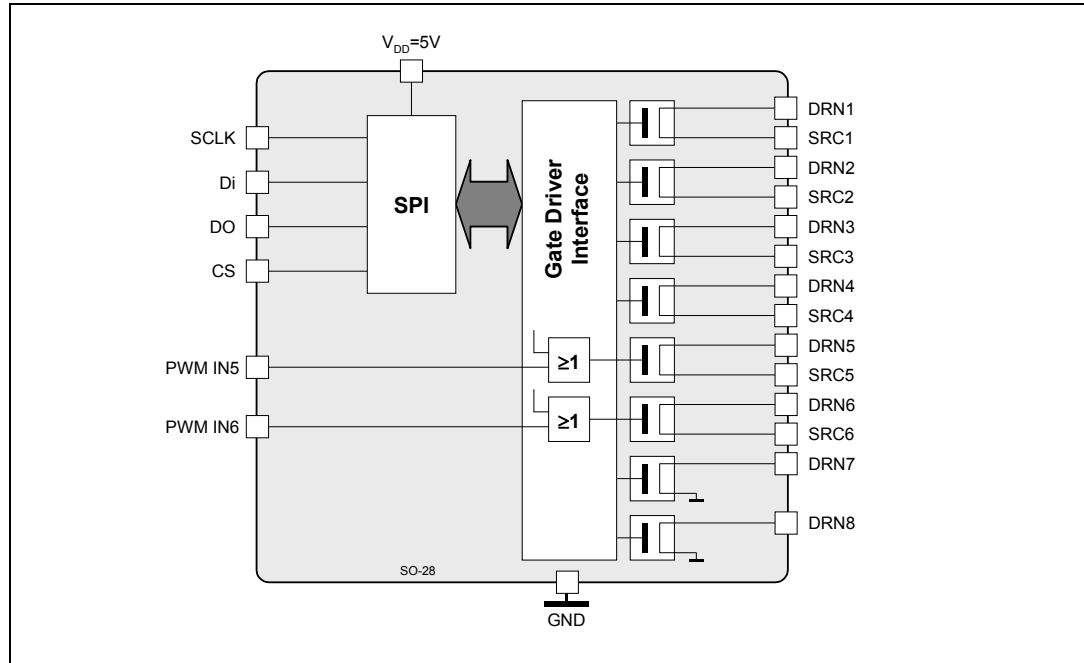 V_DD=5V
SCLK
Di
DO
CS
PWM IN5
PWM IN6
SPI
Gate Driver
Interface
≥1
≥1
DRN1
SRC1
DRN2
SRC2
DRN3
SRC3
DRN4
SRC4
DRN5
SRC5
DRN6
SRC6
DRN7
DRN8
SO-28
GND